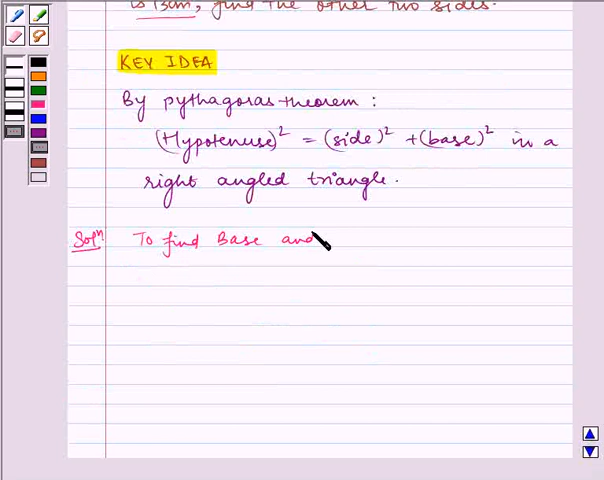 is 13cm, find the other two sides.
KEY IDEA
By pythagoras theorem :
(Hypotenuse)² = (side)² + (base)² in a
right angled triangle.
Solⁿ. To find Base and